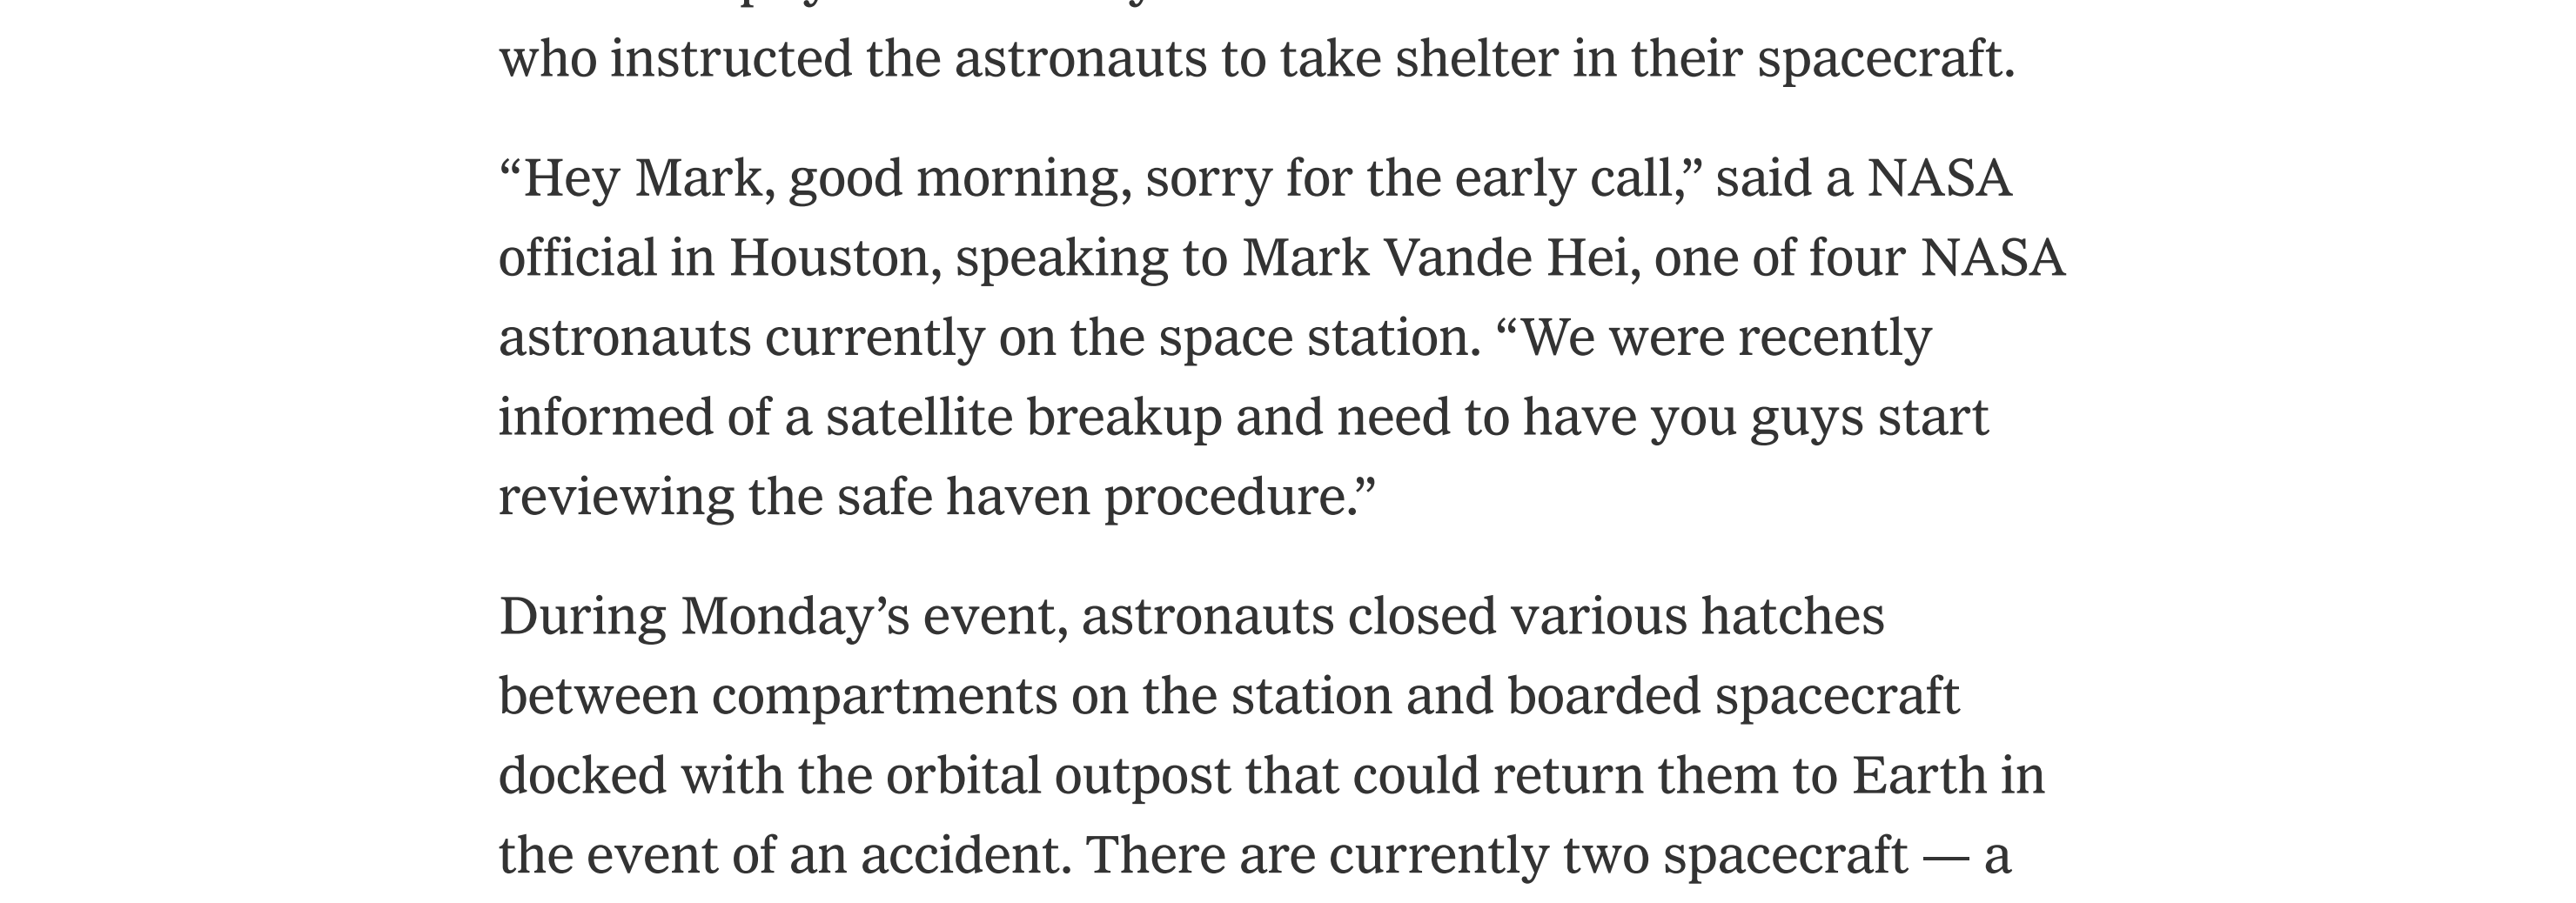 who instructed the astronauts to take shelter in their spacecraft.
“Hey Mark, good morning, sorry for the early call,” said a NASA
official in Houston, speaking to Mark Vande Hei, one of four NASA
astronauts currently on the space station. “We were recently
informed of a satellite breakup and need to have you guys start
reviewing the safe haven procedure.”
During Monday’s event, astronauts closed various hatches
between compartments on the station and boarded spacecraft
docked with the orbital outpost that could return them to Earth in
the event of an accident. There are currently two spacecraft — a